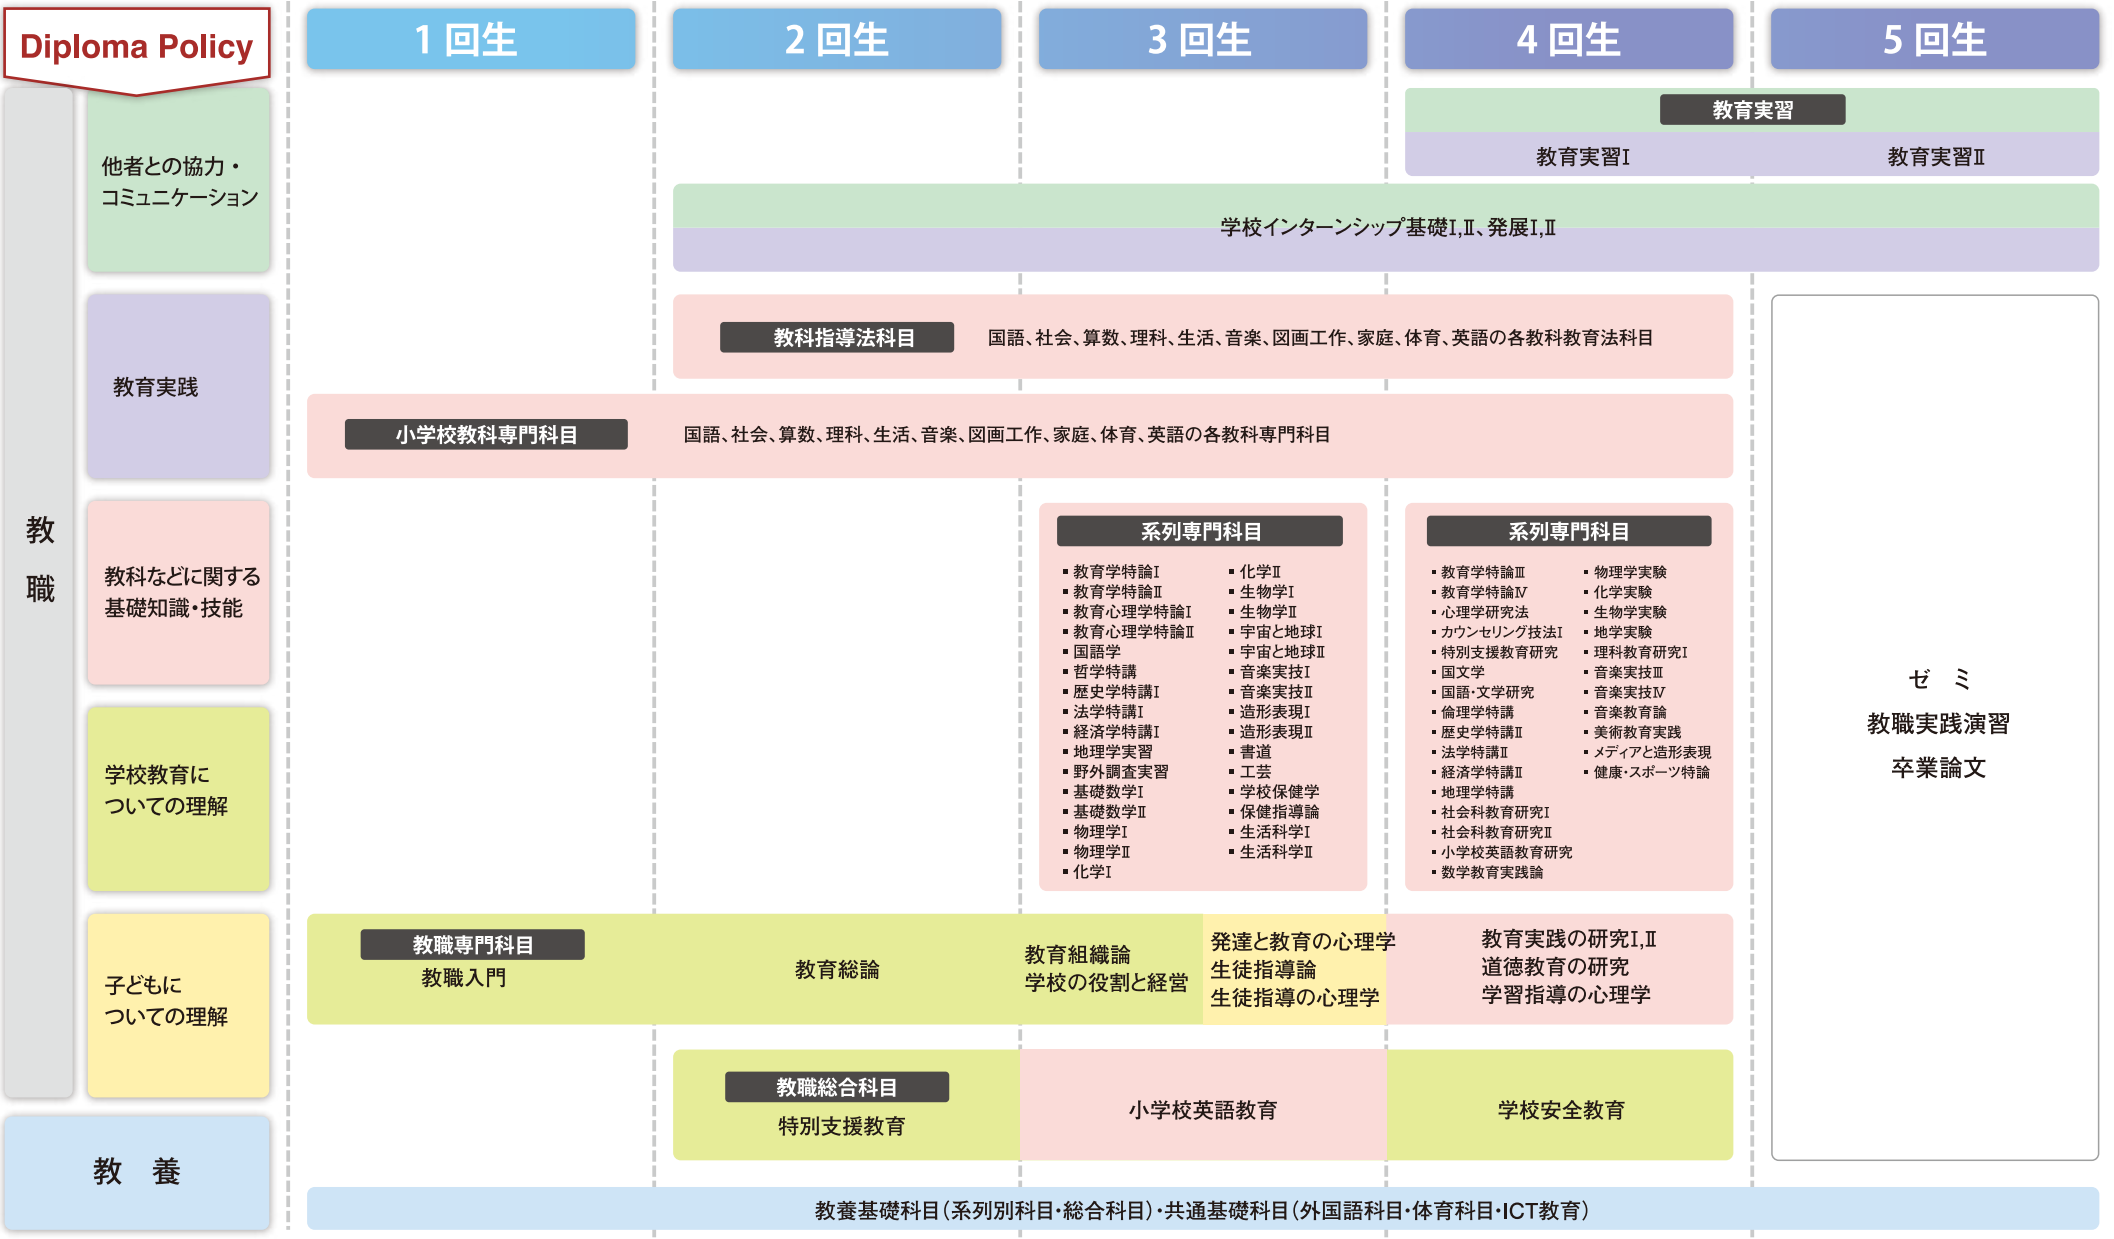 Diploma Policy
1 回生
2 回生
3 回生
4 回生
5 回生
教職
他者との協力・
コミュニケーション
教育実践
教科などに関する
基礎知識・技能
学校教育に
ついての理解
子どもに
ついての理解
教 養
教育実習
教育実習Ⅰ
教育実習Ⅱ
学校インターンシップ基礎Ⅰ,Ⅱ、発展Ⅰ,Ⅱ
教科指導法科目
国語、社会、算数、理科、生活、音楽、図画工作、家庭、体育、英語の各教科教育法科目
小学校教科専門科目
国語、社会、算数、理科、生活、音楽、図画工作、家庭、体育、英語の各教科専門科目
系列専門科目
▪ 教育学特論Ⅰ
▪ 教育学特論Ⅱ
▪ 教育心理学特論Ⅰ
▪ 教育心理学特論Ⅱ
▪ 国語学
▪ 哲学特講
▪ 歴史学特講Ⅰ
▪ 法学特講Ⅰ
▪ 経済学特講Ⅰ
▪ 地理学実習
▪ 野外調査実習
▪ 基礎数学Ⅰ
▪ 基礎数学Ⅱ
▪ 物理学Ⅰ
▪ 物理学Ⅱ
▪ 化学Ⅰ
▪ 化学Ⅱ
▪ 生物学Ⅰ
▪ 生物学Ⅱ
▪ 宇宙と地球Ⅰ
▪ 宇宙と地球Ⅱ
▪ 音楽実技Ⅰ
▪ 音楽実技Ⅱ
▪ 造形表現Ⅰ
▪ 造形表現Ⅱ
▪ 書道
▪ 工芸
▪ 学校保健学
▪ 保健指導論
▪ 生活科学Ⅰ
▪ 生活科学Ⅱ
系列専門科目
▪ 教育学特論Ⅲ
▪ 教育学特論Ⅳ
▪ 心理学研究法
▪ カウンセリング技法Ⅰ
▪ 特別支援教育研究
▪ 国文学
▪ 国語・文学研究
▪ 倫理学特講
▪ 歴史学特講Ⅱ
▪ 法学特講Ⅱ
▪ 経済学特講Ⅱ
▪ 地理学特講
▪ 社会科教育研究Ⅰ
▪ 社会科教育研究Ⅱ
▪ 小学校英語教育研究
▪ 数学教育実践論
▪ 物理学実験
▪ 化学実験
▪ 生物学実験
▪ 地学実験
▪ 理科教育研究Ⅰ
▪ 音楽実技Ⅲ
▪ 音楽実技Ⅳ
▪ 音楽教育論
▪ 美術教育実践
▪ メディアと造形表現
▪ 健康・スポーツ特論
ゼ ミ
教職実践演習
卒業論文
教職専門科目
教職入門
教育総論
教育組織論
学校の役割と経営
発達と教育の心理学
生徒指導論
生徒指導の心理学
教育実践の研究Ⅰ,Ⅱ
道徳教育の研究
学習指導の心理学
教職総合科目
特別支援教育
小学校英語教育
学校安全教育
教養基礎科目(系列別科目・総合科目)・共通基礎科目(外国語科目・体育科目・ICT教育)